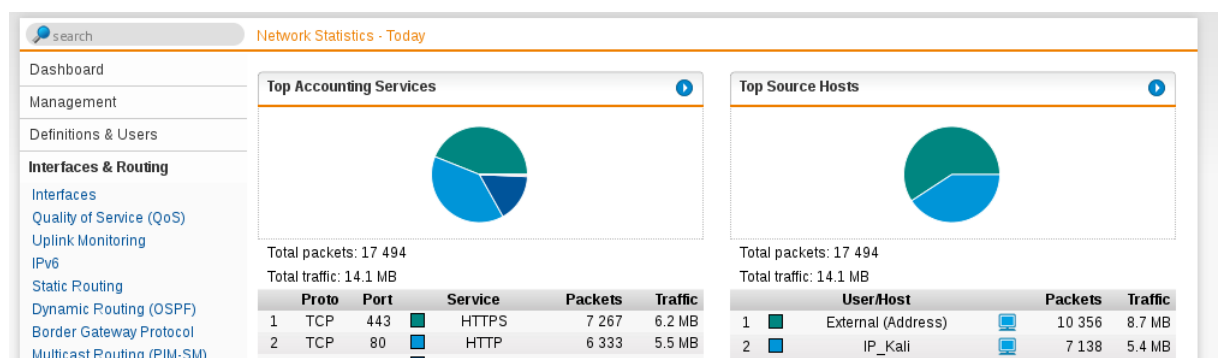 search
Network Statistics - Today
Dashboard
Management
Definitions & Users
Interfaces & Routing
Interfaces
Quality of Service (QoS)
Uplink Monitoring
IPv6
Static Routing
Dynamic Routing (OSPF)
Border Gateway Protocol
Multicast Routing (PIM-SM)
Top Accounting Services
Total packets: 17 494
Total traffic: 14.1 MB
Proto Port Service Packets Traffic
1 TCP 443 HTTPS 7 267 6.2 MB
2 TCP 80 HTTP 6 333 5.5 MB
Top Source Hosts
Total packets: 17 494
Total traffic: 14.1 MB
User/Host Packets Traffic
1 External (Address) 10 356 8.7 MB
2 IP_Kali 7 138 5.4 MB